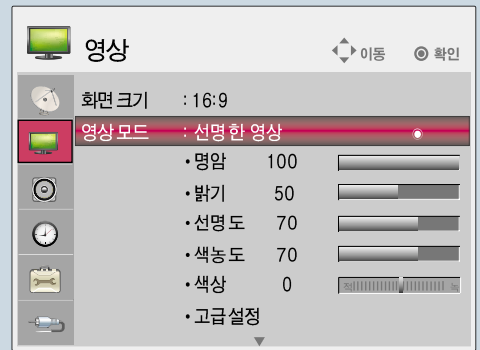 영상 이동 확인
화면 크기 : 16:9
영상 모드 : 선명한 영상
•명암 100
•밝기 50
•선명도 70
•색농도 70
•색상 0 적 녹
•고급 설정